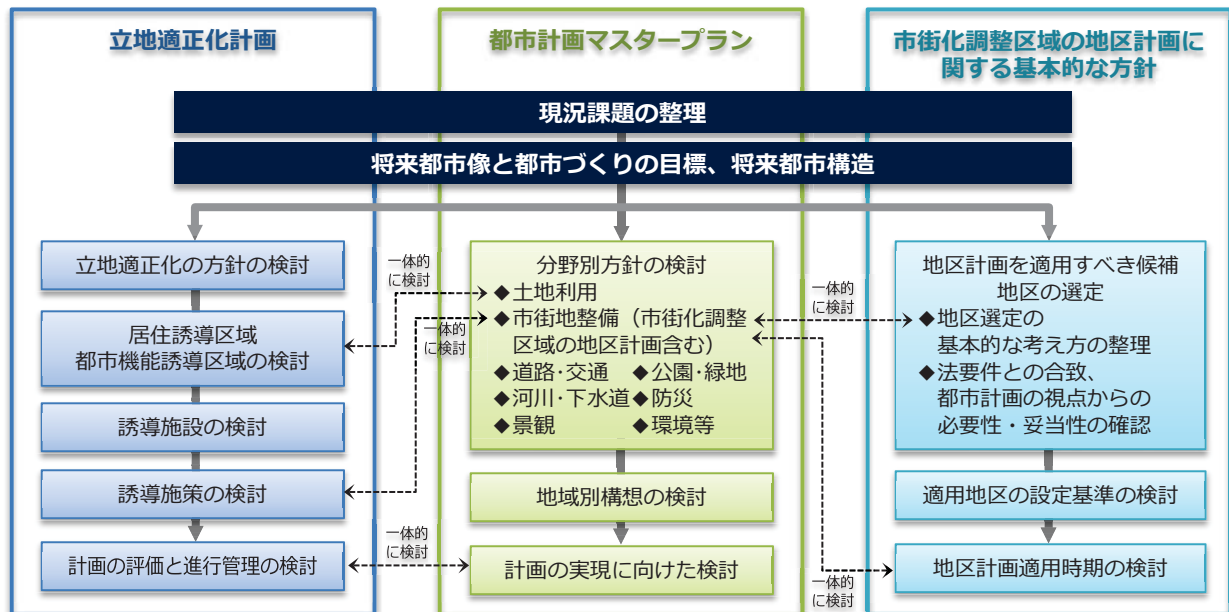 立地適正化計画
都市計画マスタープラン
市街化調整区域の地区計画に
関する基本的な方針
現況課題の整理
将来都市像と都市づくりの目標、将来都市構造
立地適正化の方針の検討
居住誘導区域
都市機能誘導区域の検討
誘導施設の検討
誘導施策の検討
計画の評価と進行管理の検討
一体的
に検討
一体的
に検討
一体的
に検討
分野別方針の検討
◆土地利用
◆市街地整備（市街化調整
区域の地区計画含む）
◆道路・交通 ◆公園・緑地
◆河川・下水道 ◆防災
◆景観 ◆環境等
地域別構想の検討
計画の実現に向けた検討
一体的
に検討
一体的
に検討
地区計画を適用すべき候補
地区の選定
◆地区選定の
基本的な考え方の整理
◆法要件との合致、
都市計画の視点からの
必要性・妥当性の確認
適用地区の設定基準の検討
地区計画適用時期の検討